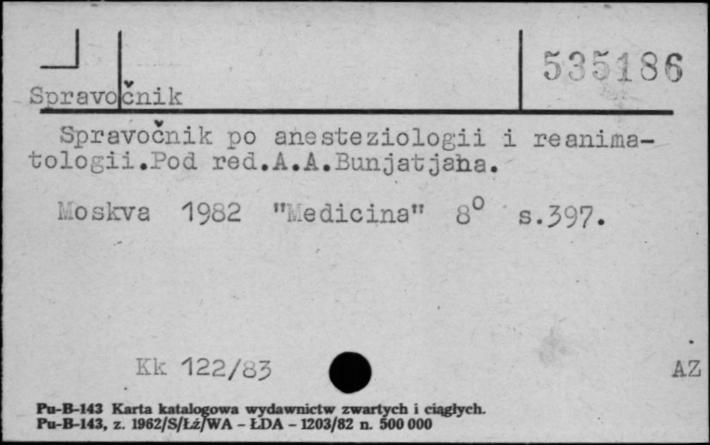 535186
Spravočnik
Spravočnik po anesteziologii i reanima-
tologii.Pod red.A.A.Bunjatjana.
Moskva 1982 "Medicina" 8° s.397.
Kk 122/83
AZ
Pu-B-143 Karta katalogowa wydawnictw zwartych i ciągłych.
Pu-B-143, z. 1962/S/Łż/WA – ŁDA – 1203/82 n. 500 000